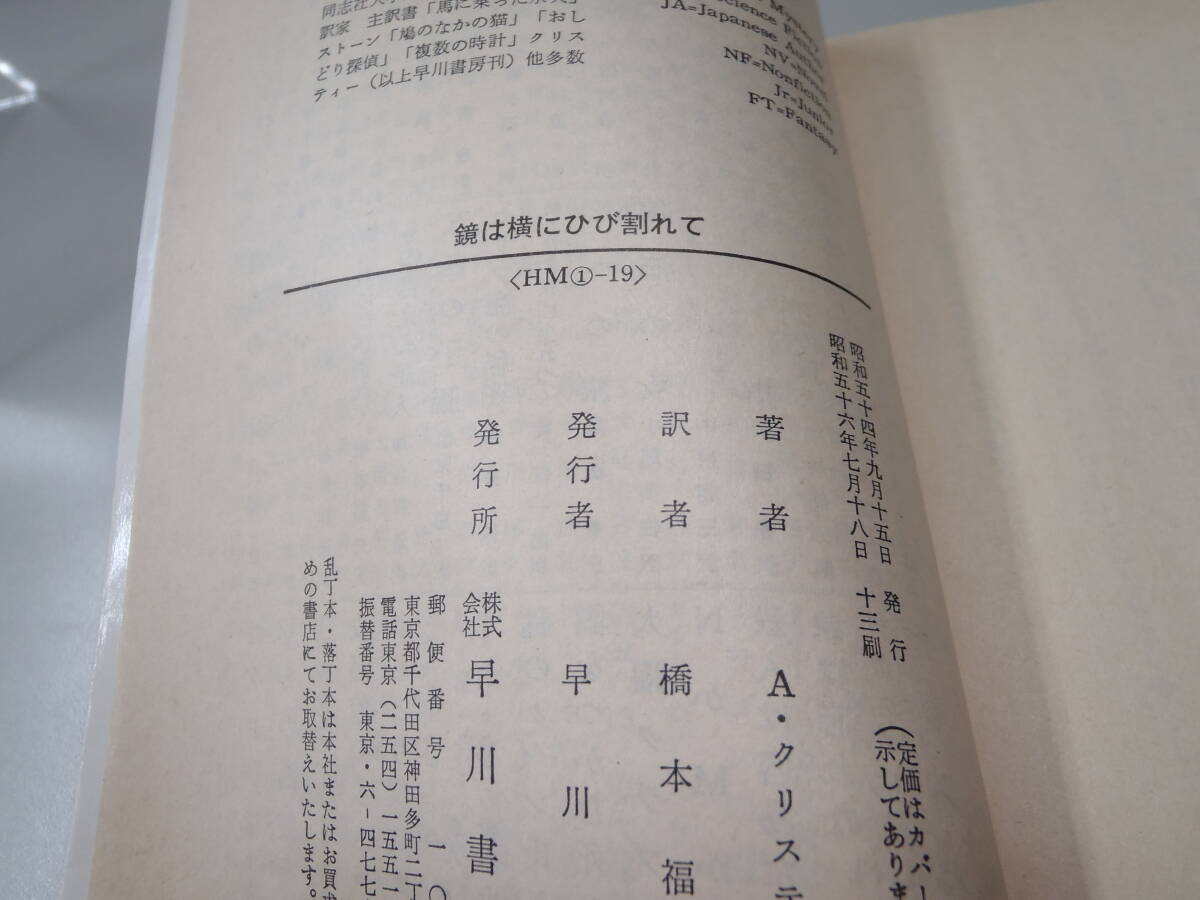 訳家 主訳書「馬に乗った
ストーン「鳩のなかの猫」「おし
どり探偵」「複数の時計」クリス
ティー(以上早川書房刊)他多数
Mystery
Science Fiction
JA=Japanese Author
NV=Novel
NF=Nonfiction
Jr=Junior
FT=Fantasy
鏡は横にひび割れて
〈HM①-19〉
昭和五十四年九月十五日 発行
昭和五十六年七月十八日 十三刷
(定価はカバー
示してありま
著者 A・クリステ
訳者 橋本福
発行者 早川
発行所 株式会社 早川書
郵便番号 一〇
東京都千代田区神田多町二丁
電話東京(二五四)一五五一
振替番号 東京・六-四七七
乱丁本・落丁本は本社またはお買求
めの書店にてお取替えいたします。